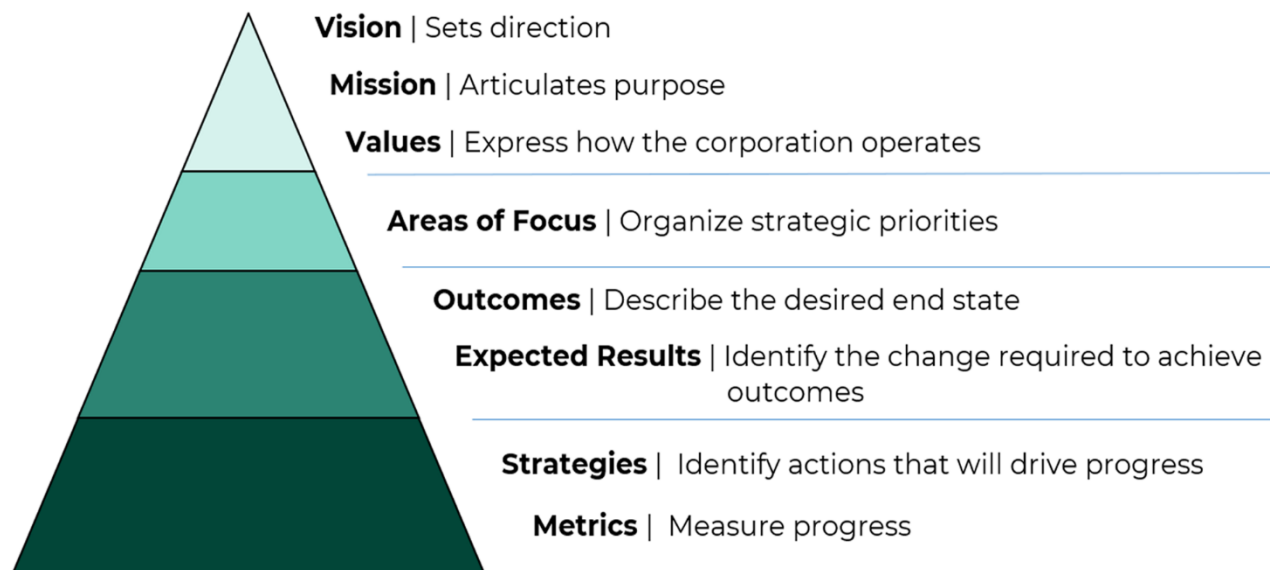 Vision | Sets direction
Mission | Articulates purpose
Values | Express how the corporation operates
Areas of Focus | Organize strategic priorities
Outcomes | Describe the desired end state
Expected Results | Identify the change required to achieve
outcomes
Strategies | Identify actions that will drive progress
Metrics | Measure progress